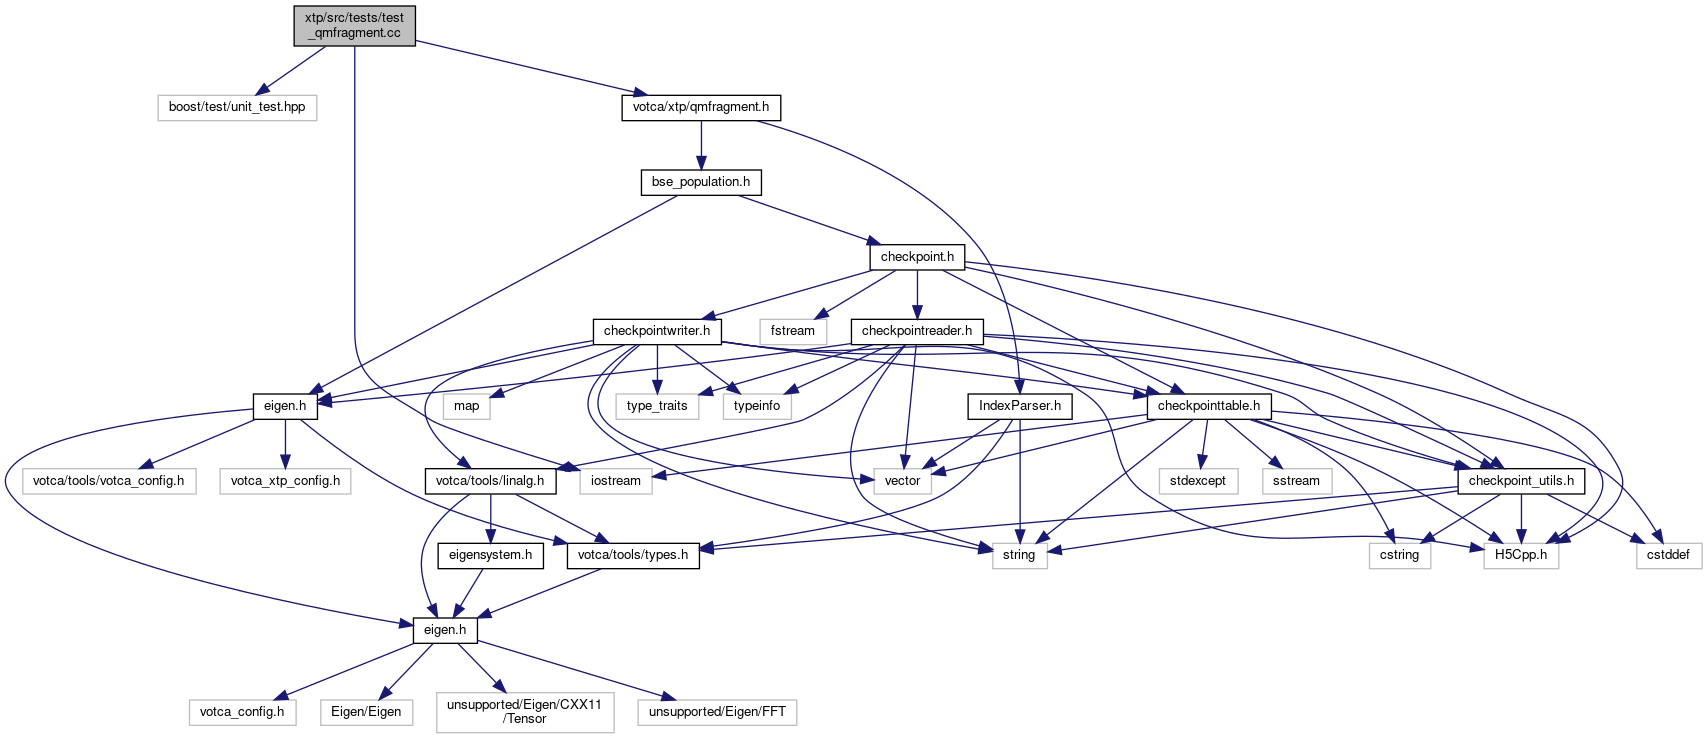 xtp/src/tests/test
_qmfragment.cc
boost/test/unit_test.hpp
votca/xtp/qmfragment.h
bse_population.h
checkpoint.h
checkpointwriter.h
fstream
checkpointreader.h
eigen.h
map
type_traits
typeinfo
IndexParser.h
checkpointtable.h
votca/tools/votca_config.h
votca_xtp_config.h
votca/tools/linalg.h
iostream
vector
stdexcept
sstream
checkpoint_utils.h
eigensystem.h
votca/tools/types.h
string
cstring
H5Cpp.h
cstddef
eigen.h
votca_config.h
Eigen/Eigen
unsupported/Eigen/CXX11
/Tensor
unsupported/Eigen/FFT